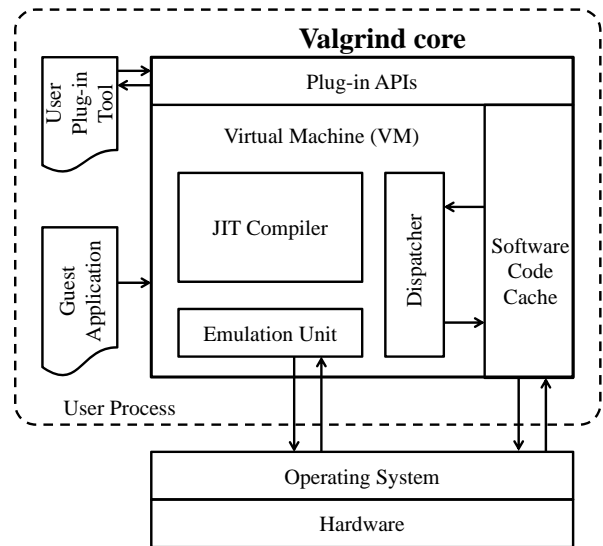 Valgrind core
User
Plug-in
Tool
Plug-in APIs
Virtual Machine (VM)
JIT Compiler
Dispatcher
Software
Code
Cache
Guest
Application
Emulation Unit
User Process
Operating System
Hardware